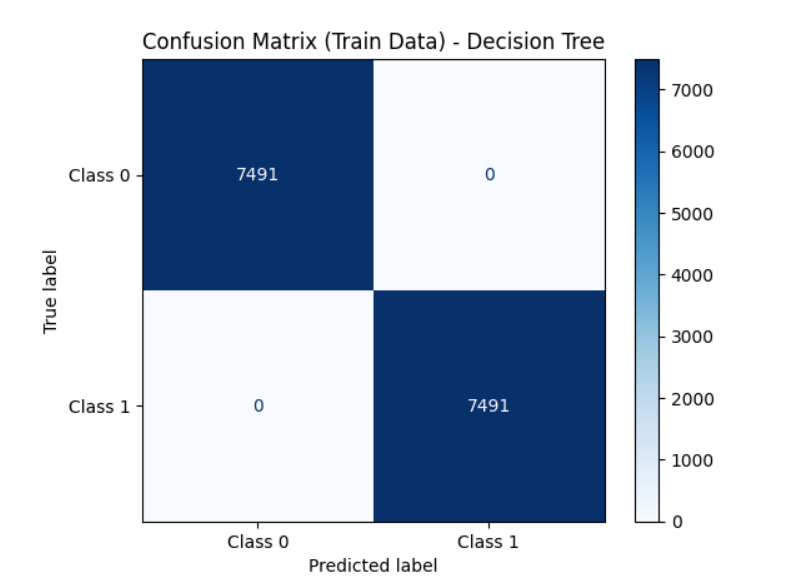 Confusion Matrix (Train Data) - Decision Tree
Class 0
Class 1
True label
7491
0
0
7491
Class 0
Class 1
Predicted label
7000
6000
5000
4000
3000
2000
1000
0